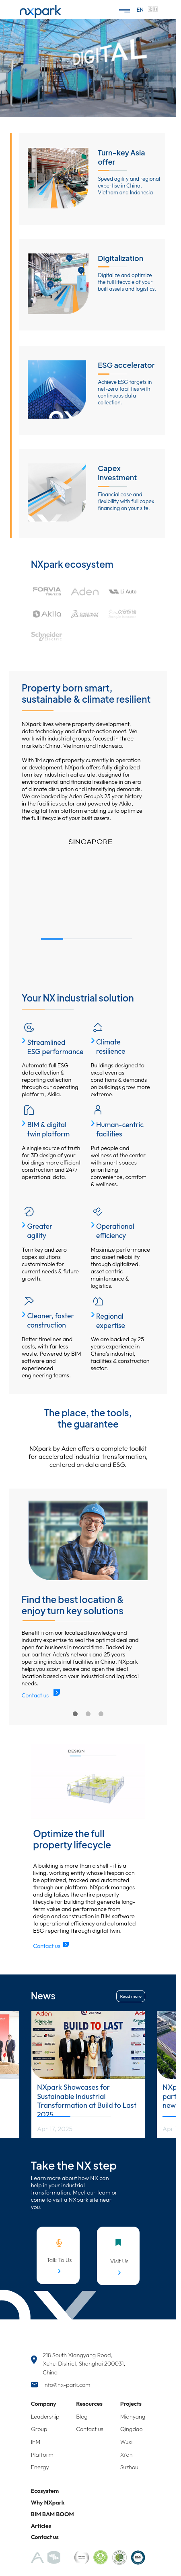 nxpark
EN
DIGITAL
Turn-key Asia
offer
Speed agility and regional
expertise in China,
Vietnam and Indonesia
Digitalization
Digitalize and optimize
the full lifecycle of your
built assets and logistics.
ESG accelerator
Achieve ESG targets in
net-zero facilities with
continuous data
collection.
Capex
investment
Financial ease and
flexibility with full capex
financing on your site.
NXpark ecosystem
FORVIA
Aden
Li Auto
Akila
Schneider
Property born smart,
sustainable & climate resilient
NXpark lives where property development,
data technology and climate action meet. We
work with industrial groups, focused in three
markets: China, Vietnam and Indonesia.
With 1M sqm of property currently in operation
or development, NXpark offers fully digitalized
turn key industrial real estate, designed for
environmental and financial resilience in an era
of climate disruption and intensifying demands.
We are backed by Aden Group's 25 year history
in the facilities sector and powered by Akila,
the digital twin platform enabling us to optimize
the full lifecycle of your built assets.
SINGAPORE
Your NX industrial solution
Streamlined
ESG performance
Automate full ESG
data collection &
reporting collection
through our operating
platform, Akila.
Climate
resilience
Buildings designed to
excel even as
conditions & demands
on buildings grow more
extreme.
BIM & digital
twin platform
A single source of truth
for 3D design of your
buildings more efficient
construction and 24/7
operational data.
Human-centric
facilities
Put people and
wellness at the center
with smart spaces
prioritizing
convenience, comfort
& wellness.
Greater
agility
Turn key and zero
capex solutions
customizable for
current needs & future
growth.
Operational
efficiency
Maximize performance
and asset reliability
through digitalized,
asset centric
maintenance &
logistics.
Cleaner, faster
construction
Better timelines and
costs, with far less
waste. Powered by BIM
software and
experienced
engineering teams.
Regional
expertise
We are backed by 25
years experience in
China's industrial,
facilities & construction
sector.
The place, the tools,
the guarantee
NXpark by Aden offers a complete toolkit
for accelerated industrial transformation,
centered on data and ESG.
Find the best location &
enjoy turn key solutions
Benefit from our localized knowledge and
industry expertise to seal the optimal deal and
open for business in record time. Backed by
our partner Aden's network and 25 years
operating industrial facilities in China, NXpark
helps you scout, secure and open the ideal
location based on your industrial and logistical
needs.
Contact us
DESIGN
Optimize the full
property lifecycle
A building is more than a shell - it is a
living, working entity whose lifespan can
be optimized, tracked and automated
through our platform. NXpark manages
and digitalizes the entire property
lifecycle for buildings that generate long-
term value and performance: from
design and construction in BIM software
to operational efficiency and automated
ESG reporting through digital twin.
Contact us
News
Read more
Aden
BUILD TO LAST
NXpark Showcases for
Sustainable Industrial
Transformation at Build to Last
2025
Apr 17, 2025
NXp
part
new
Apr
Take the NX step
Learn more about how NX can
help in your industrial
transformation. Meet our team or
come to visit a NXpark site near
you.
Talk To Us
Visit Us
218 South Xiangyang Road,
Xuhui District, Shanghai 200031,
China
info@nx-park.com
Company
Resources
Projects
Leadership
Blog
Mianyang
Group
Contact us
Qingdao
IFM
Wuxi
Platform
Xi'an
Energy
Suzhou
Ecosystem
Why NXpark
BIM BAM BOOM
Articles
Contact us